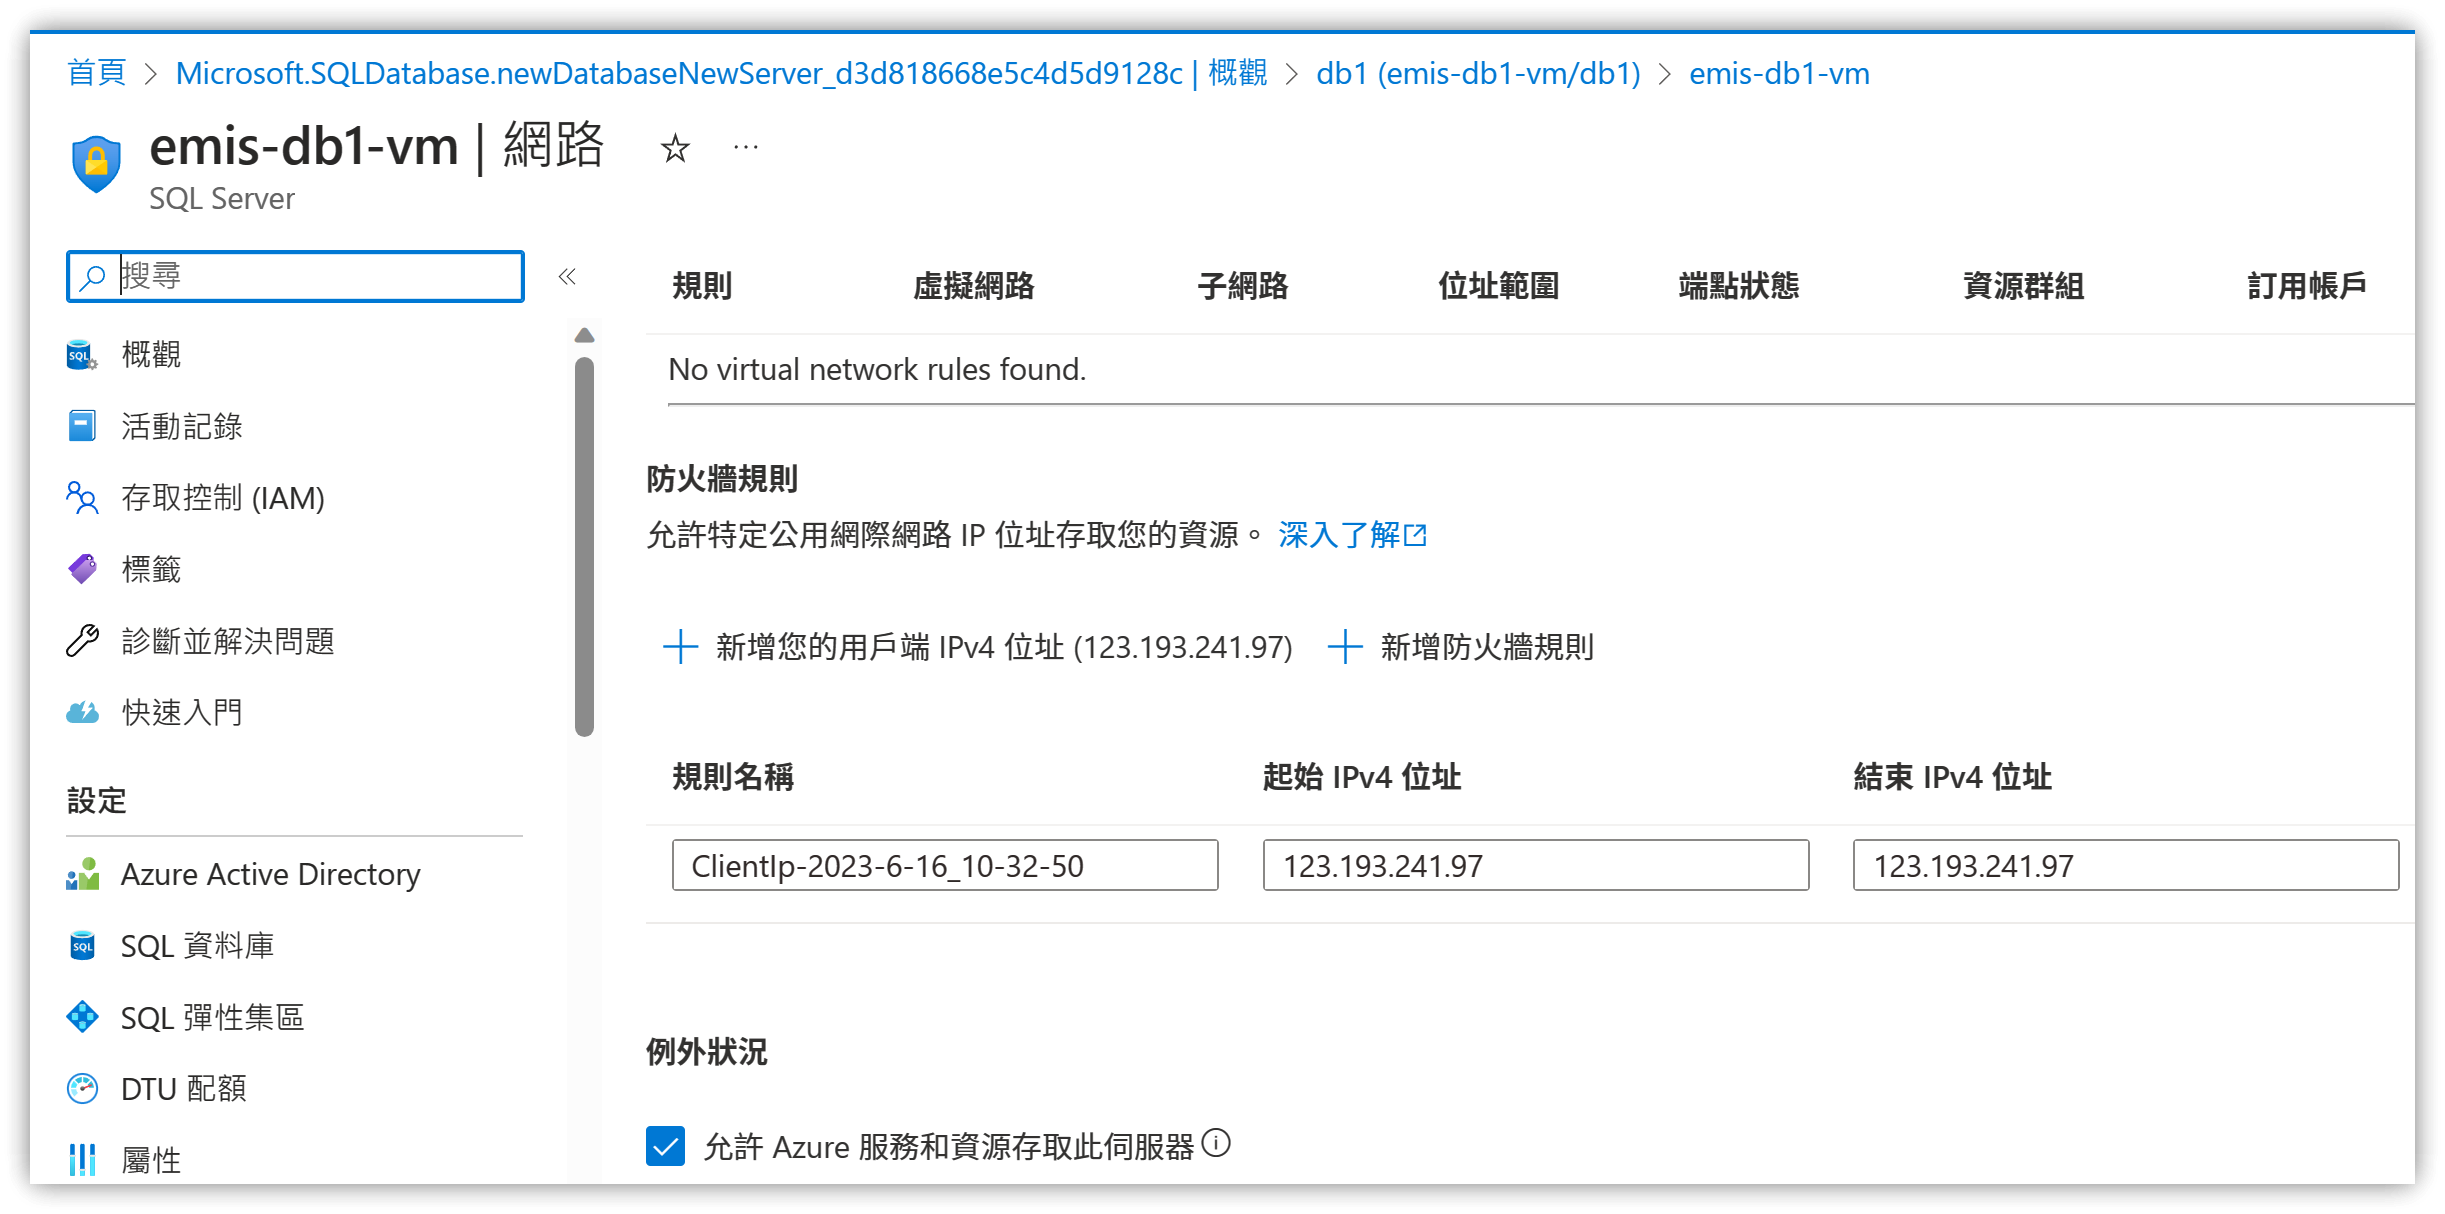 首頁 > Microsoft.SQLDatabase.newDatabaseNewServer_d3d818668e5c4d5d9128c | 概觀 > db1 (emis-db1-vm/db1) > emis-db1-vm
emis-db1-vm | 網路
SQL Server
搜尋
概觀
活動記錄
存取控制 (IAM)
標籤
診斷並解決問題
快速入門
設定
Azure Active Directory
SQL 資料庫
SQL 彈性集區
DTU 配額
屬性
規則 虛擬網路 子網路 位址範圍 端點狀態 資源群組 訂用帳戶
No virtual network rules found.
防火牆規則
允許特定公用網際網路 IP 位址存取您的資源。 深入了解
新增您的用戶端 IPv4 位址 (123.193.241.97) 新增防火牆規則
規則名稱 起始 IPv4 位址 結束 IPv4 位址
ClientIp-2023-6-16_10-32-50 123.193.241.97 123.193.241.97
例外狀況
允許 Azure 服務和資源存取此伺服器